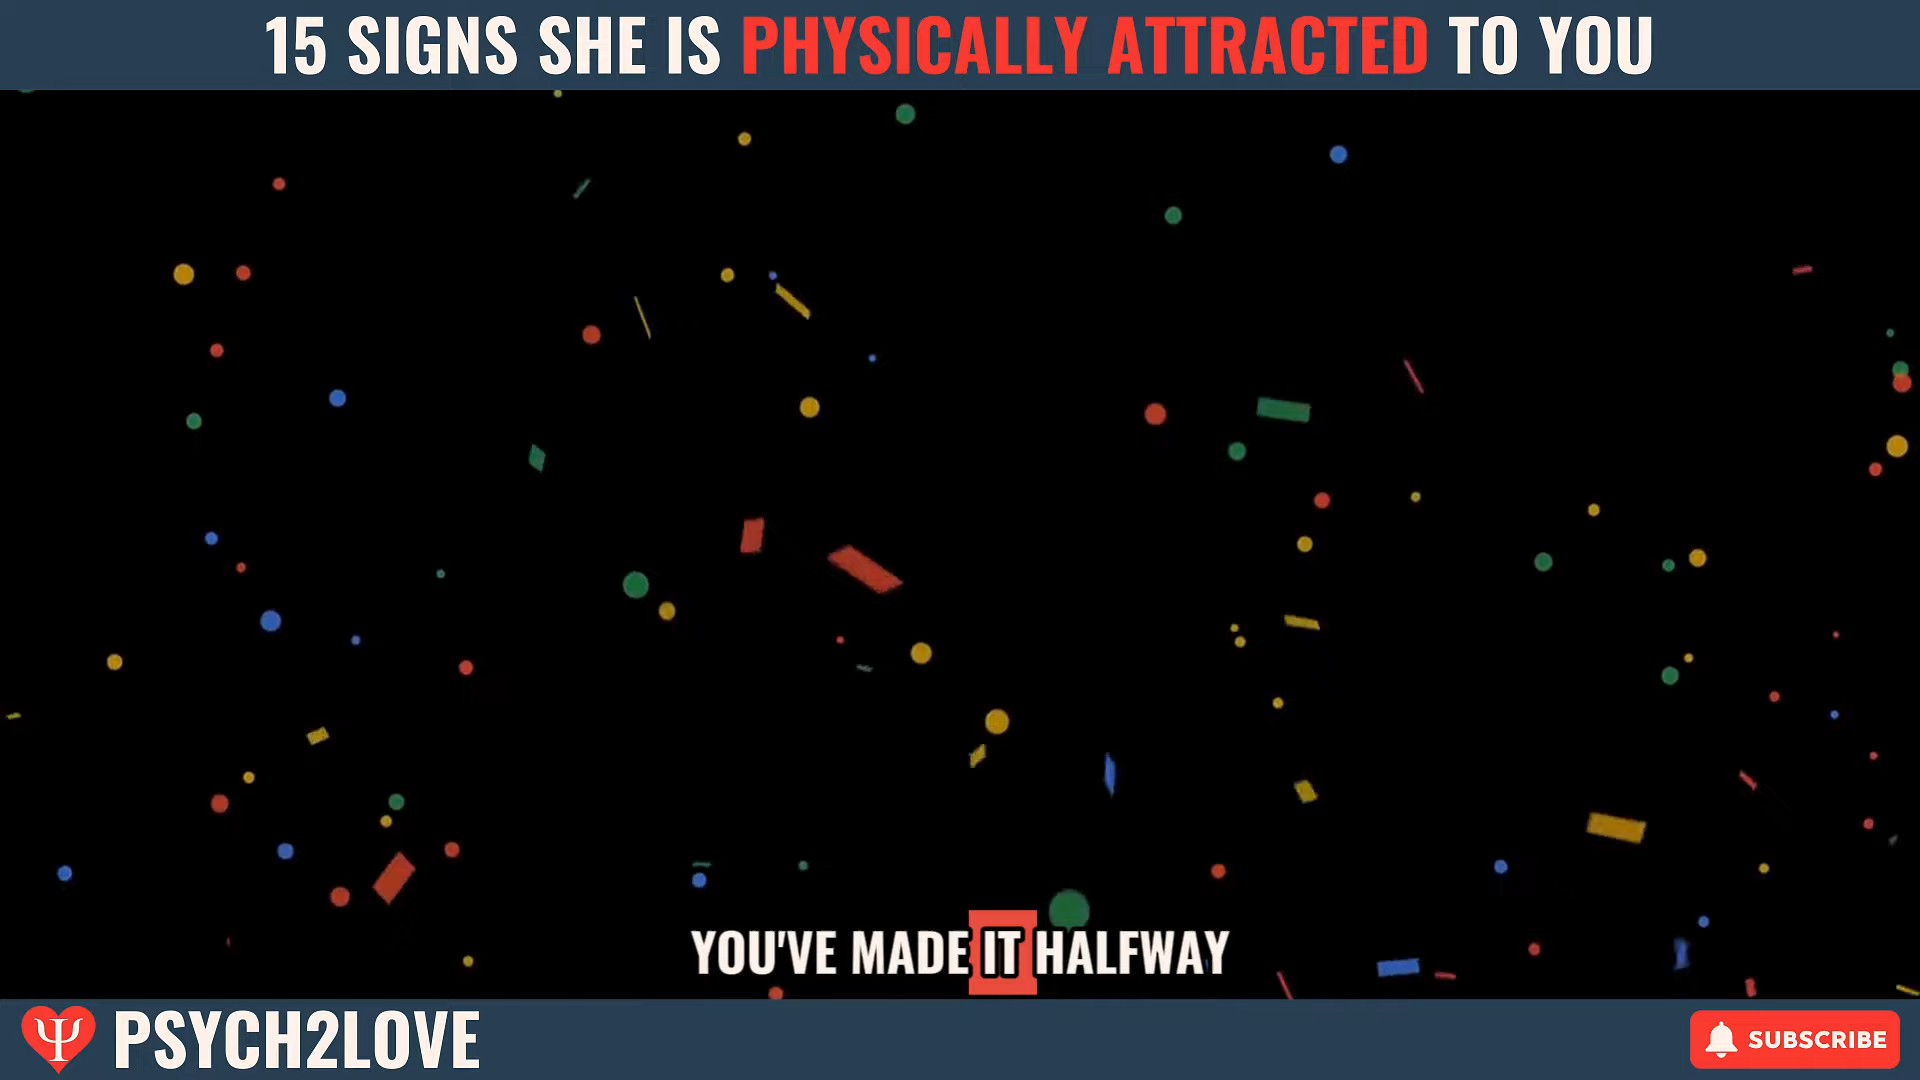 15 SIGNS SHE IS PHYSICALLY ATTRACTED TO YOU
YOU'VE MADE IT HALFWAY
PSYCH2LOVE
SUBSCRIBE